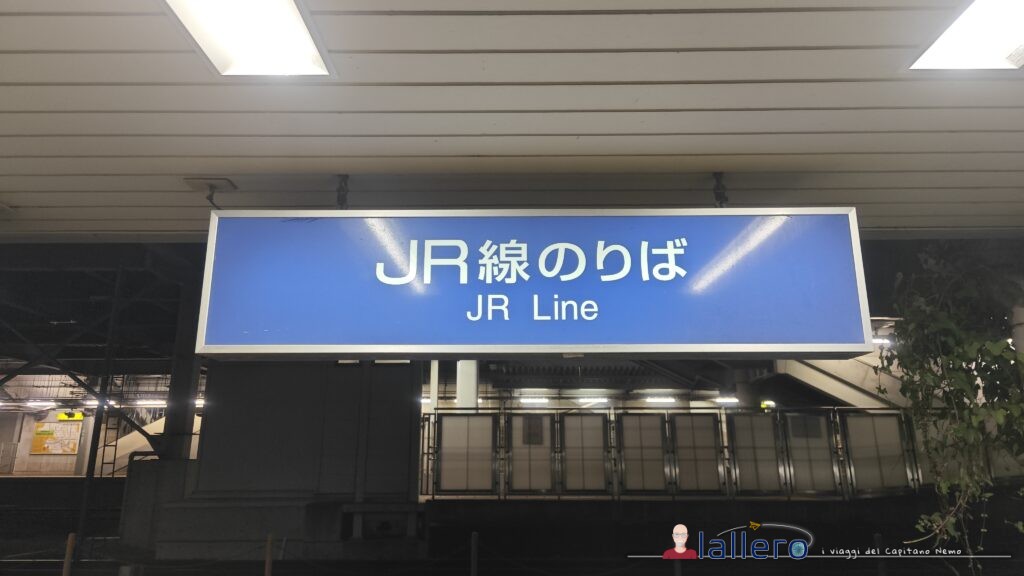 JR線のりば
JR Line
lallero i viaggi del Capitano Nemo